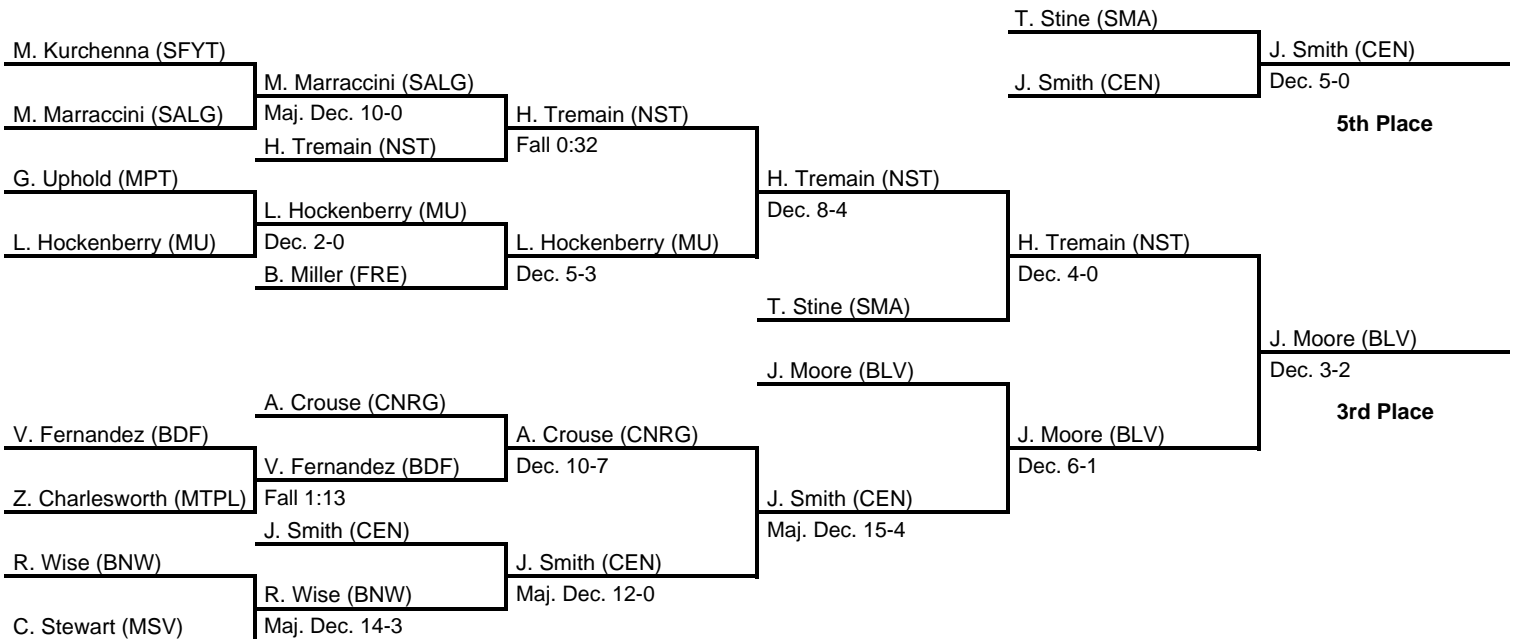 T. Stine (SMA)
M. Kurchenna (SFYT)
J. Smith (CEN)
M. Marraccini (SALG)
J. Smith (CEN)
Dec. 5-0
M. Marraccini (SALG)
Maj. Dec. 10-0
H. Tremain (NST)
5th Place
H. Tremain (NST)
Fall 0:32
G. Uphold (MPT)
H. Tremain (NST)
L. Hockenberry (MU)
Dec. 8-4
L. Hockenberry (MU)
Dec. 2-0
L. Hockenberry (MU)
H. Tremain (NST)
B. Miller (FRE)
Dec. 5-3
Dec. 4-0
T. Stine (SMA)
J. Moore (BLV)
J. Moore (BLV)
Dec. 3-2
A. Crouse (CNRG)
3rd Place
V. Fernandez (BDF)
A. Crouse (CNRG)
J. Moore (BLV)
V. Fernandez (BDF)
Dec. 10-7
Dec. 6-1
Z. Charlesworth (MTPL)
Fall 1:13
J. Smith (CEN)
J. Smith (CEN)
Maj. Dec. 15-4
R. Wise (BNW)
J. Smith (CEN)
R. Wise (BNW)
Maj. Dec. 12-0
C. Stewart (MSV)
Maj. Dec. 14-3